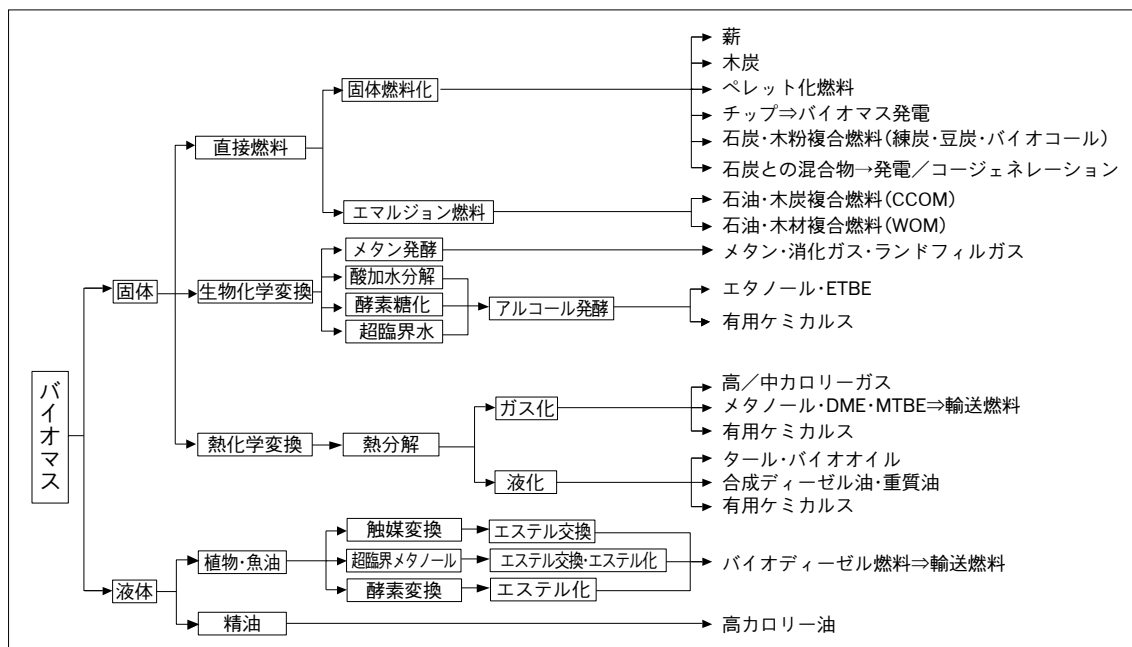 バイオマス
固体
直接燃料
固体燃料化
薪
木炭
ペレット化燃料
チップ⇒バイオマス発電
石炭・木粉複合燃料(練炭・豆炭・バイオコール)
石炭との混合物→発電／コージェネレーション
エマルジョン燃料
石油・木炭複合燃料(CCOM)
石油・木材複合燃料(WOM)
生物化学変換
メタン発酵
メタン・消化ガス・ランドフィルガス
酸加水分解
酵素糖化
超臨界水
アルコール発酵
エタノール・ETBE
有用ケミカルス
熱化学変換
熱分解
ガス化
高／中カロリーガス
メタノール・DME・MTBE⇒輸送燃料
有用ケミカルス
液化
タール・バイオオイル
合成ディーゼル油・重質油
有用ケミカルス
液体
植物・魚油
触媒変換
エステル交換
超臨界メタノール
エステル交換・エステル化
酵素変換
エステル化
バイオディーゼル燃料⇒輸送燃料
精油
高カロリー油